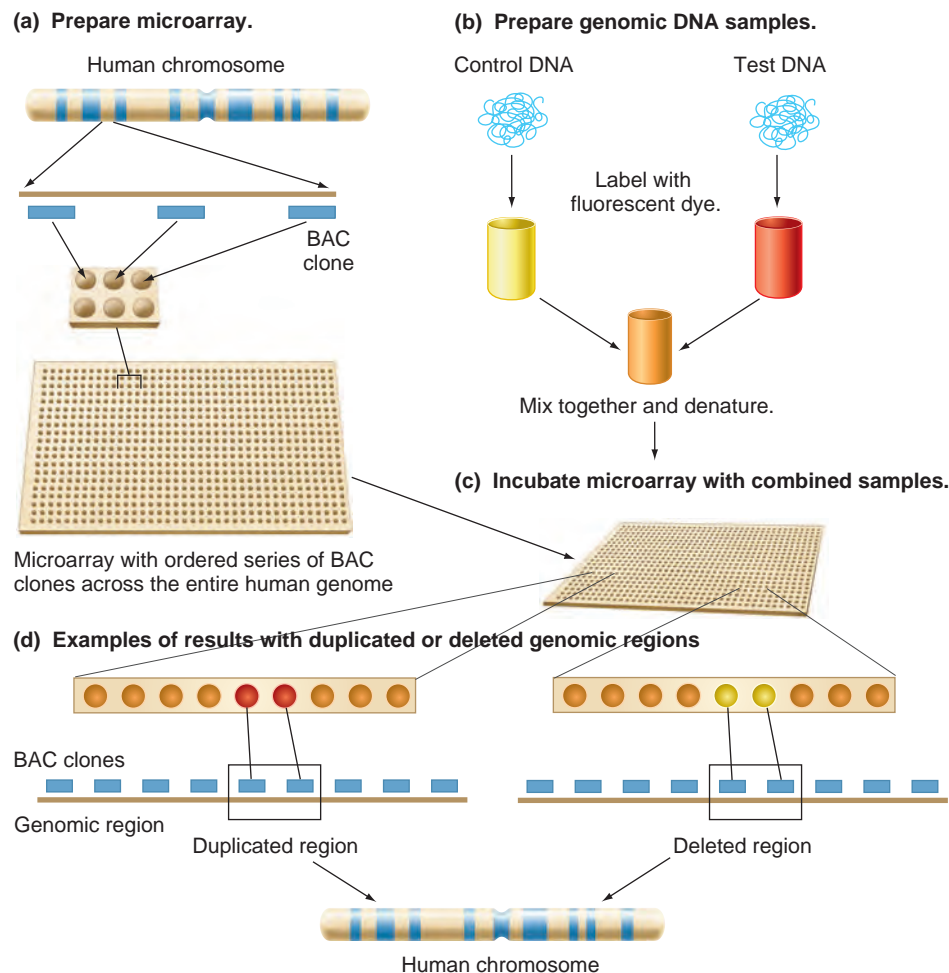 (a) Prepare microarray.
Human chromosome
BAC
clone
Microarray with ordered series of BAC
clones across the entire human genome
(b) Prepare genomic DNA samples.
Control DNA
Test DNA
Label with
fluorescent dye.
Mix together and denature.
(c) Incubate microarray with combined samples.
(d) Examples of results with duplicated or deleted genomic regions
BAC clones
Genomic region
Duplicated region
Deleted region
Human chromosome